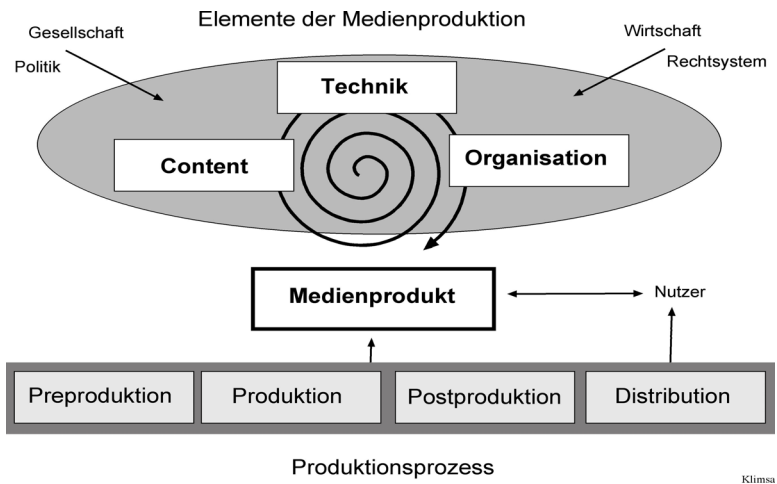 Elemente der Medienproduktion
Gesellschaft
Wirtschaft
Politik
Rechtsystem
Technik
Content
Organisation
Medienprodukt
Nutzer
Preproduktion
Produktion
Postproduktion
Distribution
Produktionsprozess
Klimsa